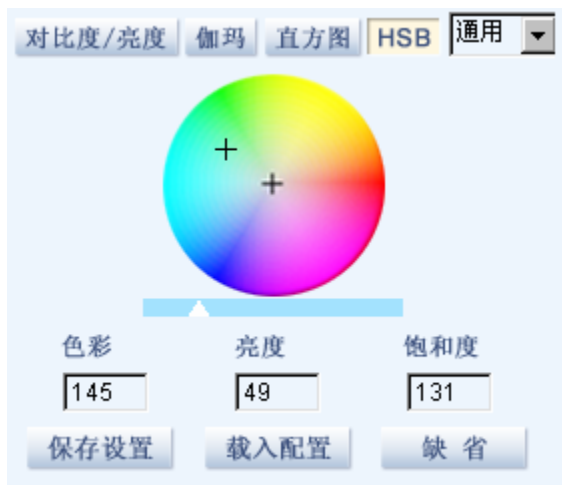 对比度/亮度 伽玛 直方图 HSB 通用
色彩 亮度 饱和度
145 49 131
保存设置 载入配置 缺 省